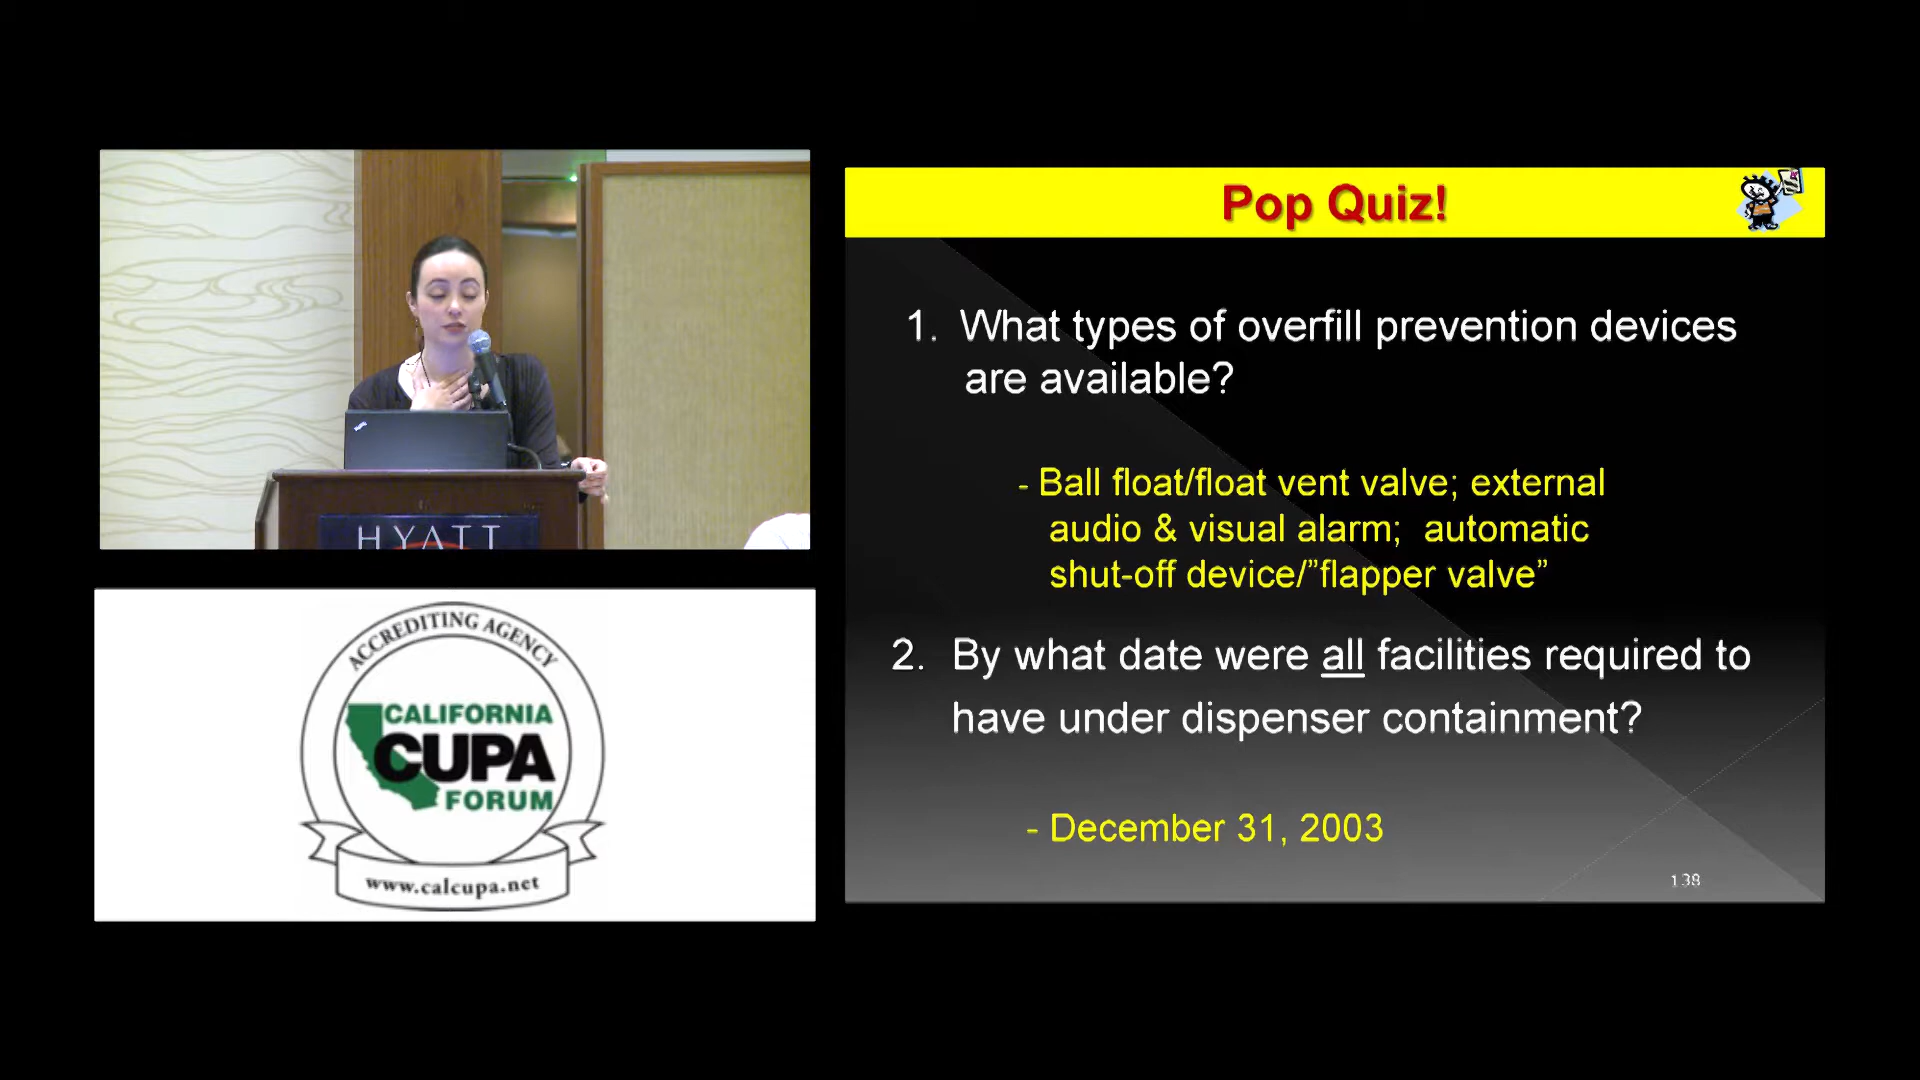 Pop Quiz!
1. What types of overfill prevention devices
are available?
- Ball float/float vent valve; external
audio & visual alarm; automatic
shut-off device/”flapper valve”
2. By what date were all facilities required to
have under dispenser containment?
- December 31, 2003
138
HYATT
ACCREDITING AGENCY
CALIFORNIA
CUPA
FORUM
www.calcupa.net